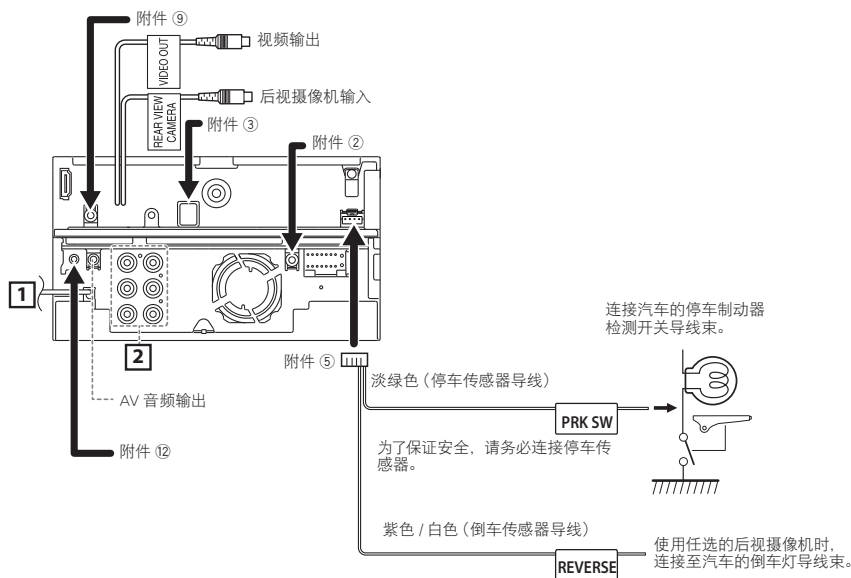 附件 ⑨
视频输出
VIDEO OUT
后视摄像机输入
REAR VIEW
CAMERA
附件 ③
附件 ②
1
2
连接汽车的停车制动器
检测开关导线束。
附件 ⑤
淡绿色（停车传感器导线）
AV 音频输出
PRK SW
为了保证安全，请务必连接停车传
感器。
附件 ⑫
紫色 / 白色（倒车传感器导线）
REVERSE
使用任选的后视摄像机时，
连接至汽车的倒车灯导线束。